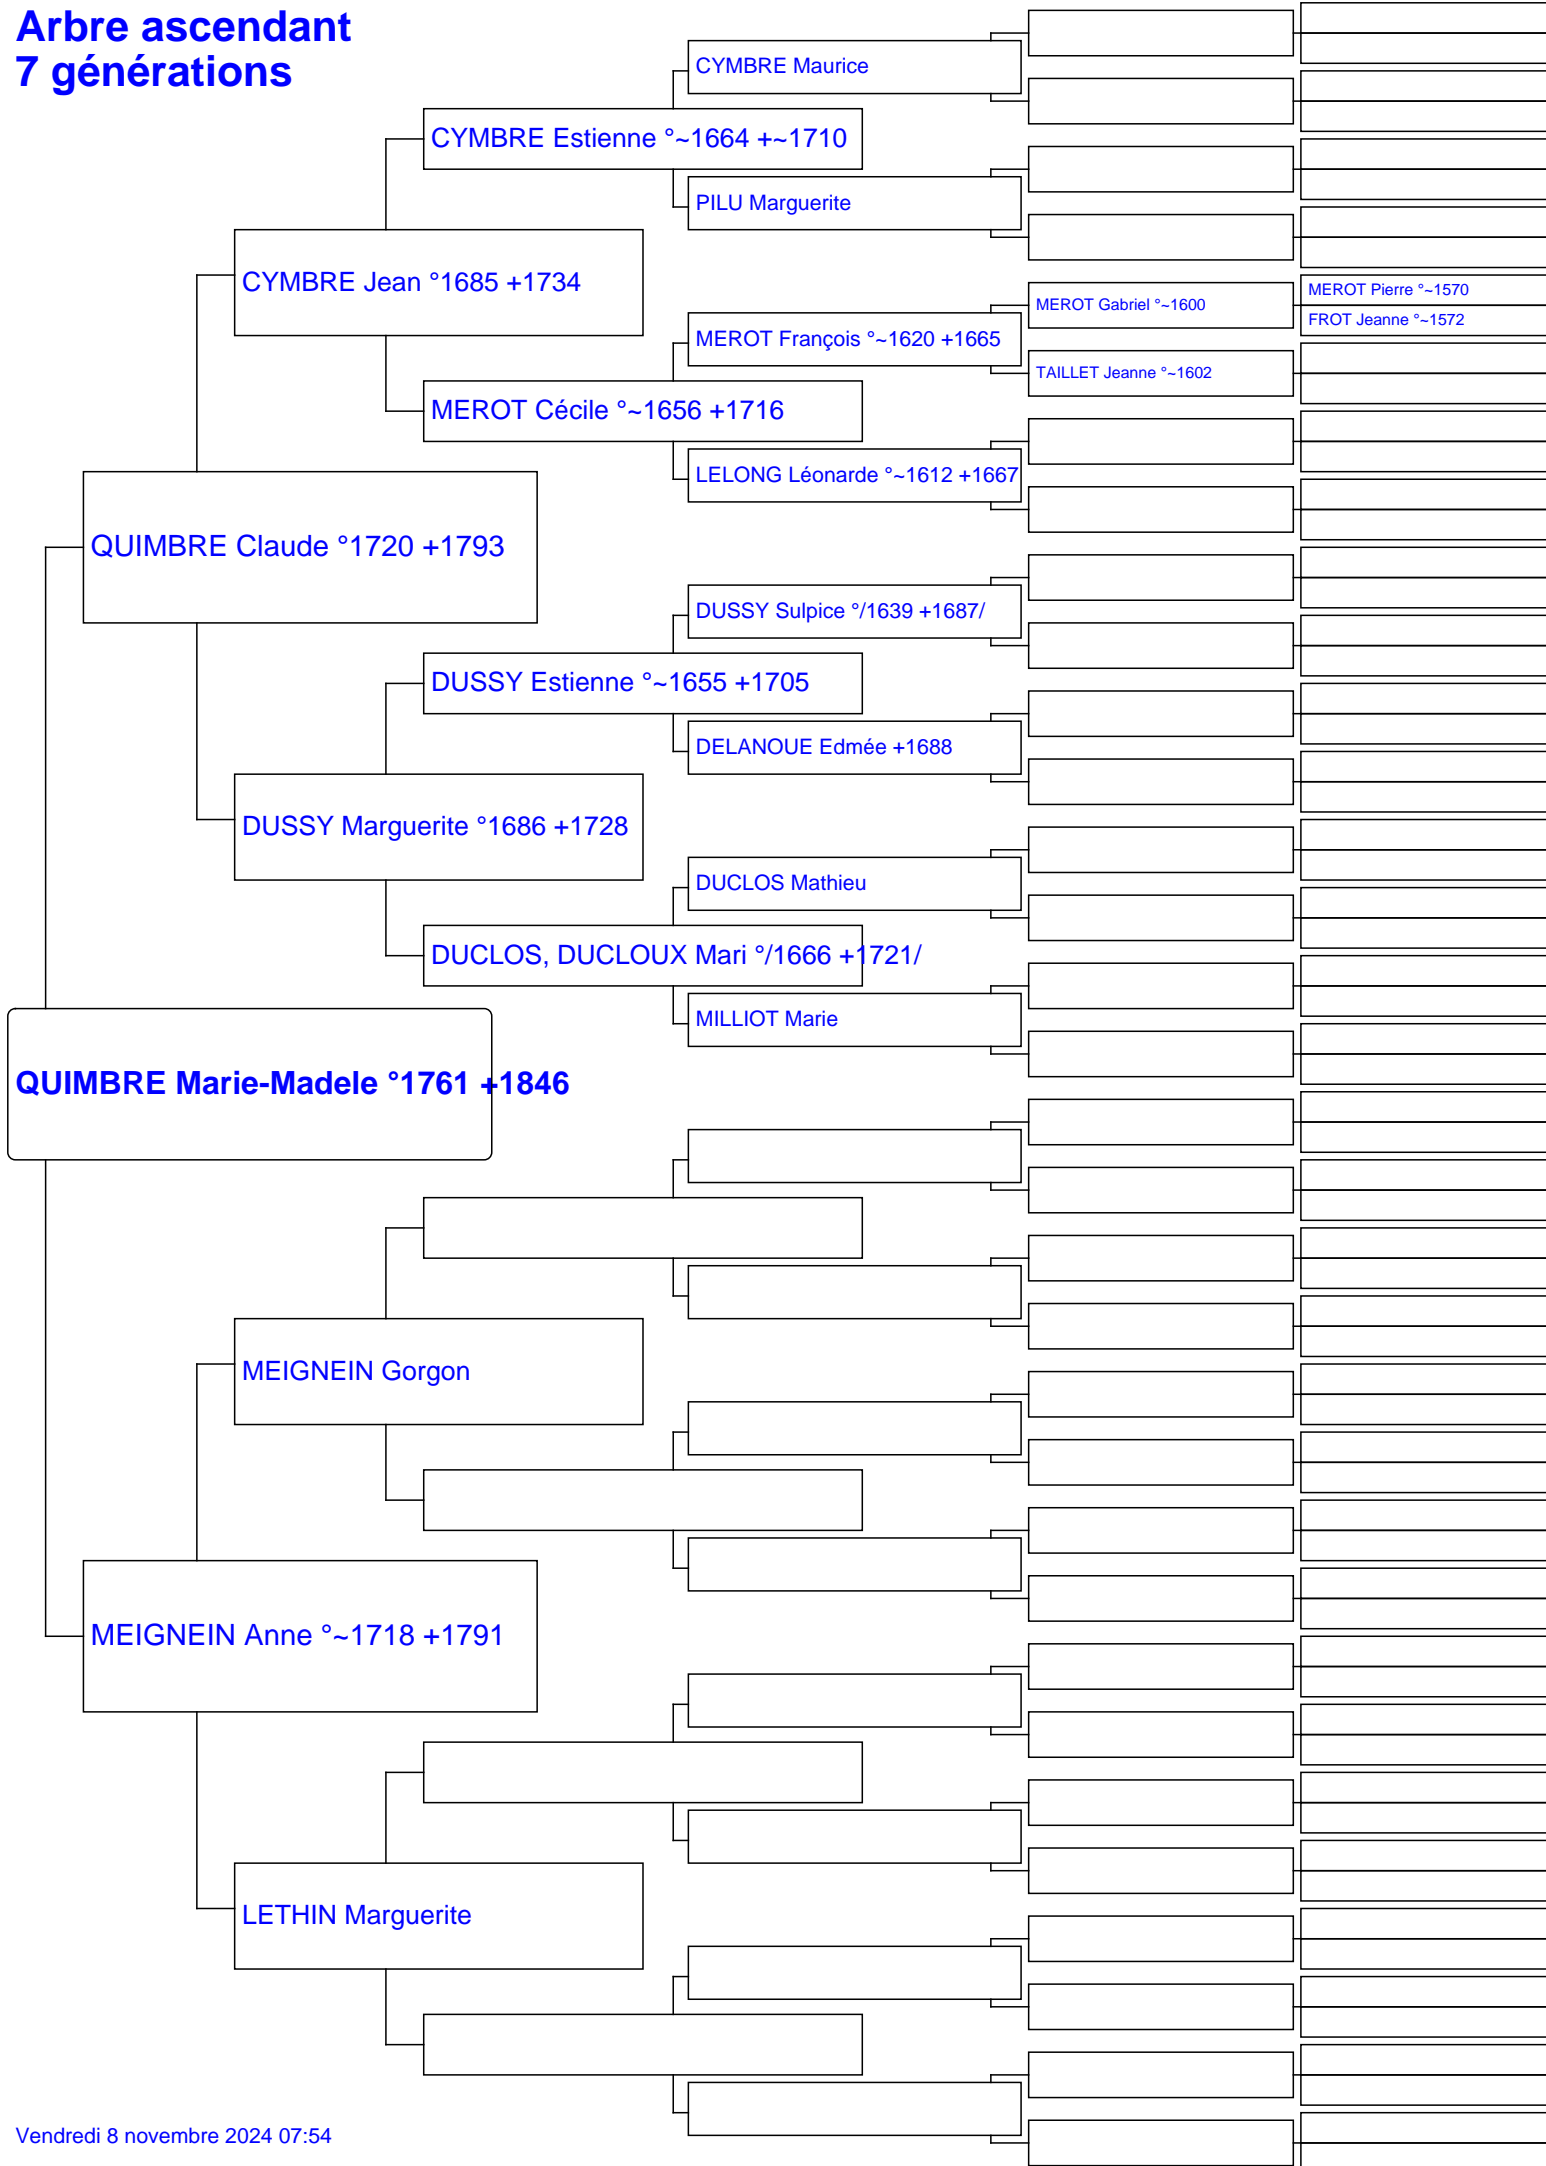 Arbre ascendant
7 générations
CYMBRE Maurice
CYMBRE Estienne °~1664 +~1710
PILU Marguerite
CYMBRE Jean °1685 +1734
MEROT Pierre °~1570
MEROT Gabriel °~1600
FROT Jeanne °~1572
MEROT François °~1620 +1665
TAILLET Jeanne °~1602
MEROT Cécile °~1656 +1716
LELONG Léonarde °~1612 +1667
QUIMBRE Claude °1720 +1793
DUSSY Sulpice °/1639 +1687/
DUSSY Estienne °~1655 +1705
DELANOUE Edmée +1688
DUSSY Marguerite °1686 +1728
DUCLOS Mathieu
DUCLOS, DUCLOUX Mari °/1666 +1721/
MILLIOT Marie
QUIMBRE Marie-Madele °1761 +1846
MEIGNEIN Gorgon
MEIGNEIN Anne °~1718 +1791
LETHIN Marguerite
Vendredi 8 novembre 2024 07:54